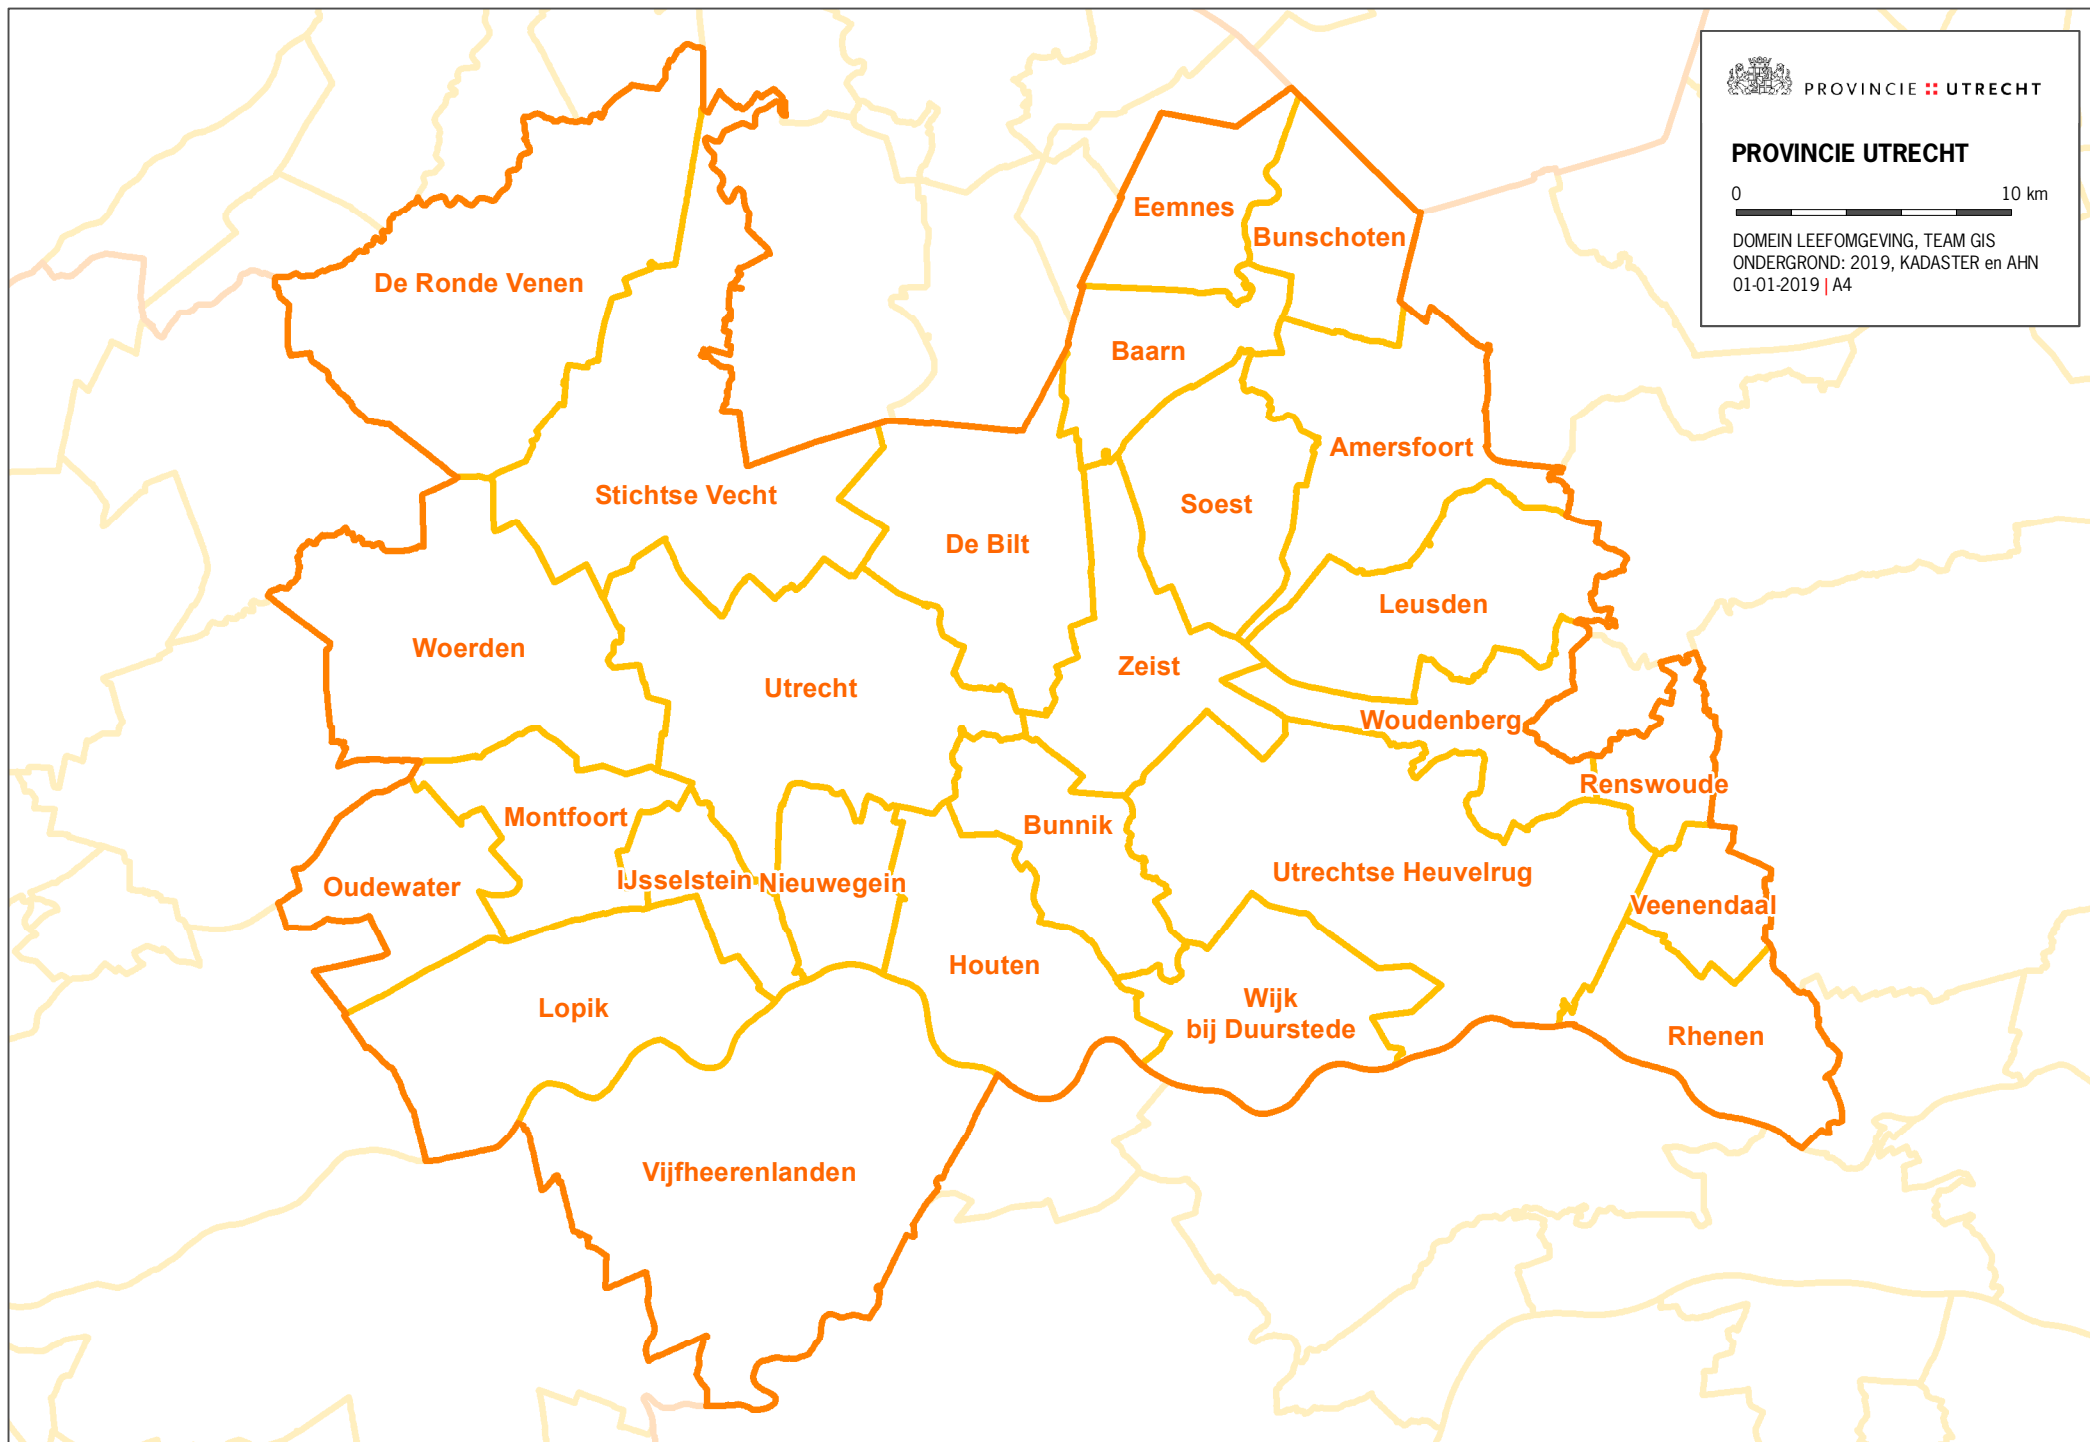 PROVINCIE UTRECHT
PROVINCIE UTRECHT
0 10 km
DOMEIN LEEFOMGEVING, TEAM GIS
ONDERGROND: 2019, KADASTER en AHN
01-01-2019 | A4
Eemnes
Bunschoten
De Ronde Venen
Baarn
Amersfoort
Stichtse Vecht
Soest
De Bilt
Leusden
Woerden
Zeist
Utrecht
Woudenberg
Renswoude
Montfoort
Bunnik
Utrechtse Heuvelrug
IJsselstein
Nieuwegein
Oudewater
Veenendaal
Houten
Wijk
bij Duurstede
Lopik
Rhenen
Vijfheerenlanden